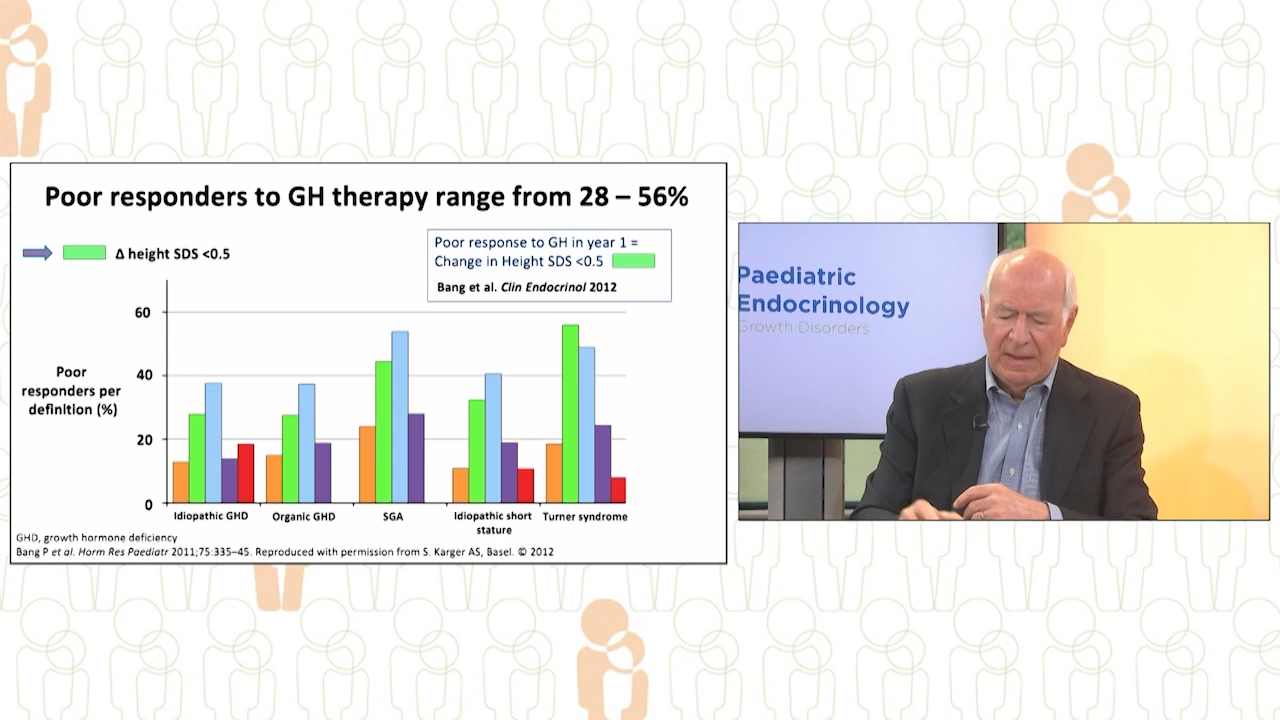 Poor responders to GH therapy range from 28 – 56%
Δ height SDS <0.5
Poor response to GH in year 1 =
Change in Height SDS <0.5
Bang et al. Clin Endocrinol 2012
60
40
20
0
Poor
responders per
definition (%)
Idiopathic GHD
Organic GHD
SGA
Idiopathic short
stature
Turner syndrome
GHD, growth hormone deficiency
Bang P et al. Horm Res Paediatr 2011;75:335–45. Reproduced with permission from S. Karger AS, Basel. © 2012
Paediatric
Endocrinology
Growth Disorders